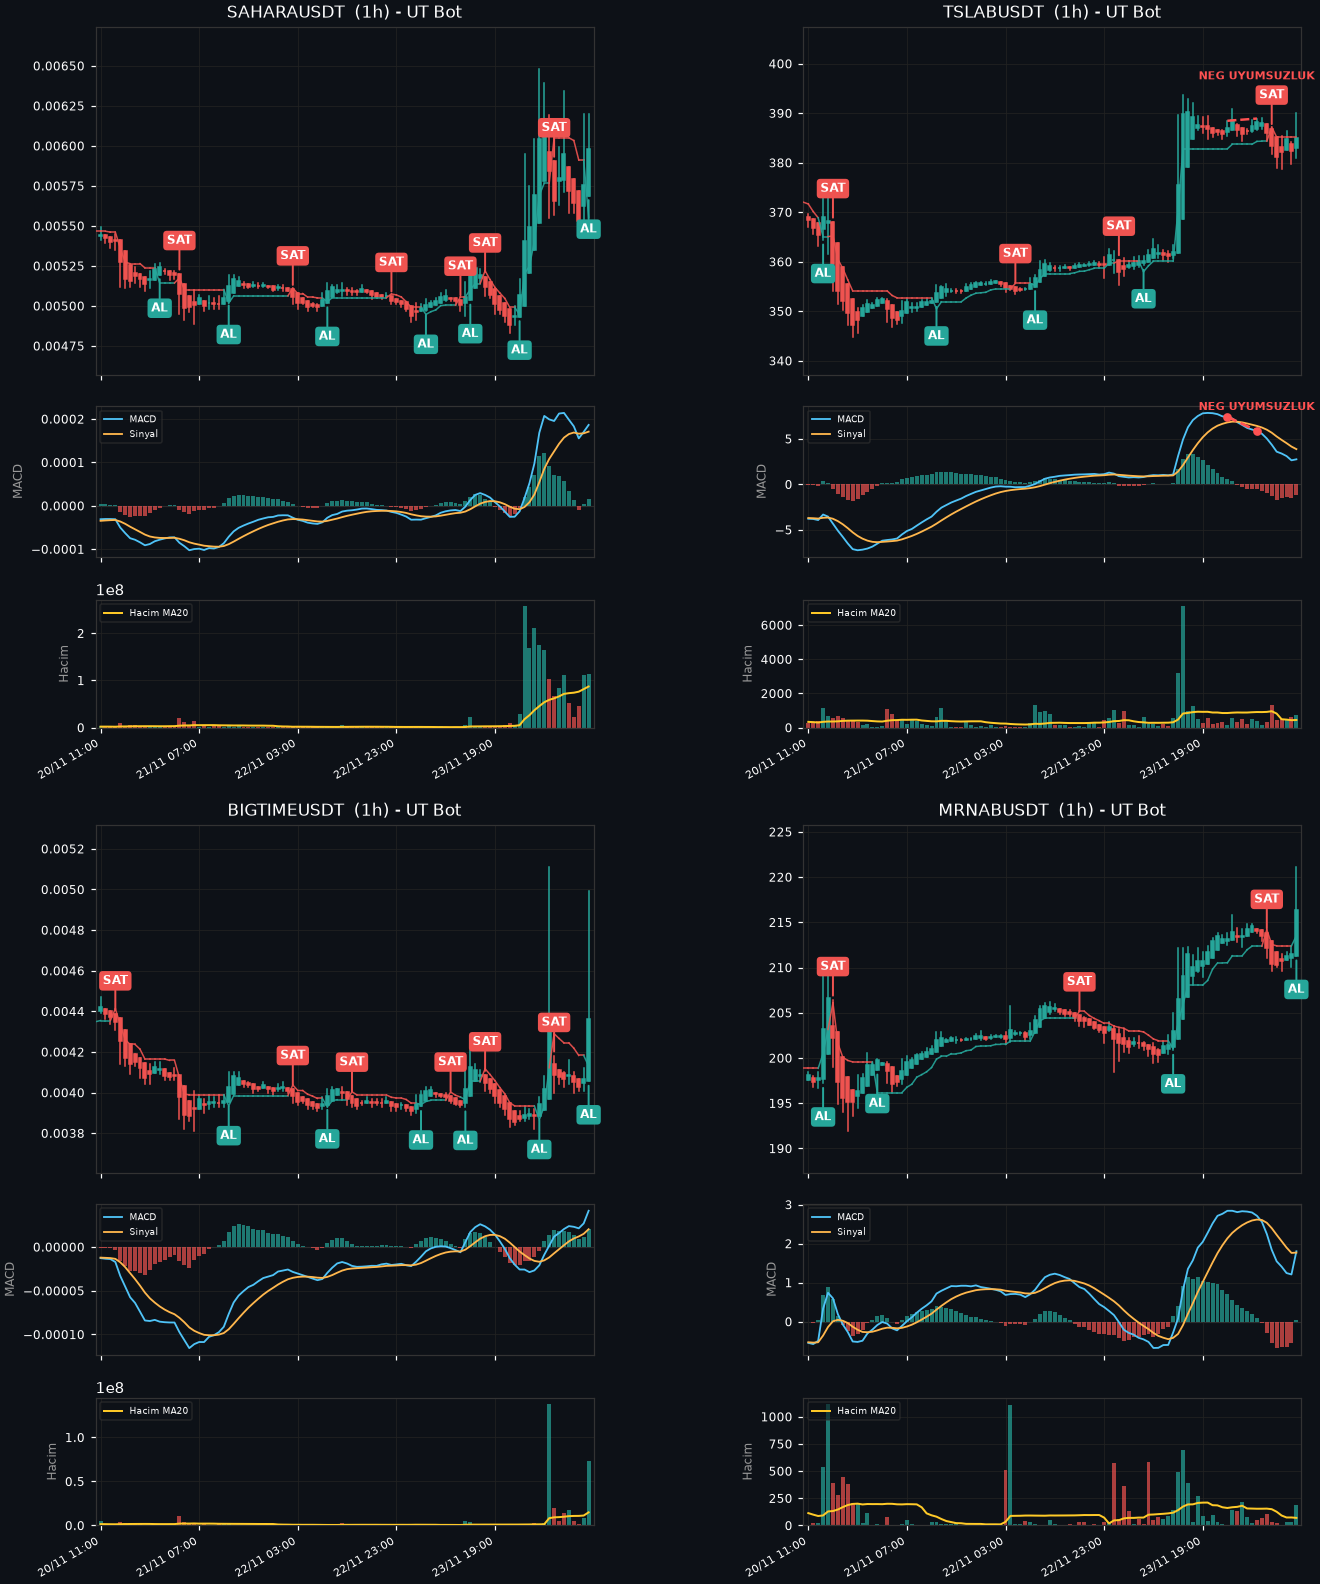 SAHARAUSDT (1h) - UT Bot
0.00650
0.00625
0.00600
0.00575
0.00550
0.00525
0.00500
0.00475
SAT
SAT
SAT
SAT
SAT
SAT
AL
AL
AL
AL
AL
AL
AL
MACD
Sinyal
MACD
0.0002
0.0001
0.0000
−0.0001
1e8
Hacim MA20
Hacim
2
1
0
20/11 11:00
21/11 07:00
22/11 03:00
22/11 23:00
23/11 19:00
TSLABUSDT (1h) - UT Bot
400
390
380
370
360
350
340
NEG UYUMSUZLUK
SAT
SAT
SAT
SAT
AL
AL
AL
AL
NEG UYUMSUZLUK
MACD
Sinyal
MACD
5
0
−5
Hacim MA20
Hacim
6000
4000
2000
0
20/11 11:00
21/11 07:00
22/11 03:00
22/11 23:00
23/11 19:00
BIGTIMEUSDT (1h) - UT Bot
0.0052
0.0050
0.0048
0.0046
0.0044
0.0042
0.0040
0.0038
SAT
SAT
SAT
SAT
SAT
SAT
AL
AL
AL
AL
AL
AL
MACD
Sinyal
MACD
0.00000
−0.00005
−0.00010
1e8
Hacim MA20
Hacim
1.0
0.5
0.0
20/11 11:00
21/11 07:00
22/11 03:00
22/11 23:00
23/11 19:00
MRNABUSDT (1h) - UT Bot
225
220
215
210
205
200
195
190
SAT
SAT
SAT
AL
AL
AL
AL
MACD
Sinyal
MACD
3
2
1
0
Hacim MA20
Hacim
1000
750
500
250
0
20/11 11:00
21/11 07:00
22/11 03:00
22/11 23:00
23/11 19:00